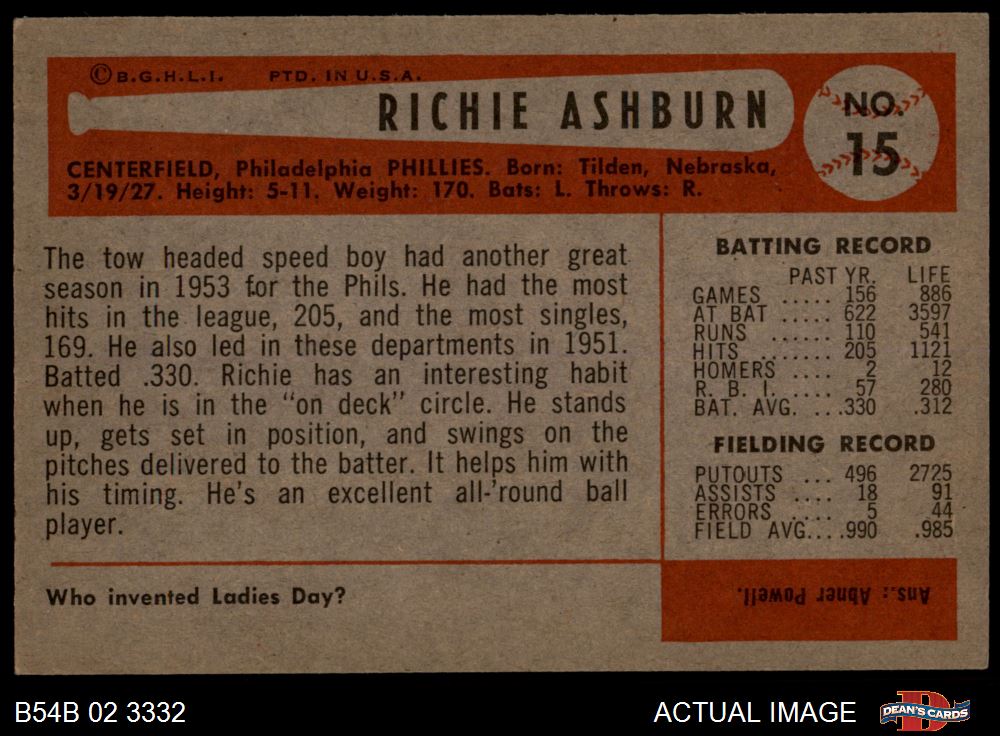 ©B.G.H.L.I. PTD. IN U.S.A.
RICHIE ASHBURN
NO.
15
CENTERFIELD, Philadelphia PHILLIES. Born: Tilden, Nebraska,
3/19/27. Height: 5-11. Weight: 170. Bats: L. Throws: R.
The tow headed speed boy had another great
season in 1953 for the Phils. He had the most
hits in the league, 205, and the most singles,
169. He also led in these departments in 1951.
Batted .330. Richie has an interesting habit
when he is in the "on deck" circle. He stands
up, gets set in position, and swings on the
pitches delivered to the batter. It helps him with
his timing. He's an excellent all-'round ball
player.
BATTING RECORD
PAST YR. LIFE
GAMES ..... 156 886
AT BAT ..... 622 3597
RUNS ...... 110 541
HITS ....... 205 1121
HOMERS .... 2 12
R. B. I. .... 57 280
BAT. AVG. ...330 .312
FIELDING RECORD
PUTOUTS ... 496 2725
ASSISTS .... 18 91
ERRORS .... 5 44
FIELD AVG....990 .985
Who invented Ladies Day?
Ans.: Abner Powell.
B54B 02 3332
ACTUAL IMAGE
D
DEAN'S CARDS